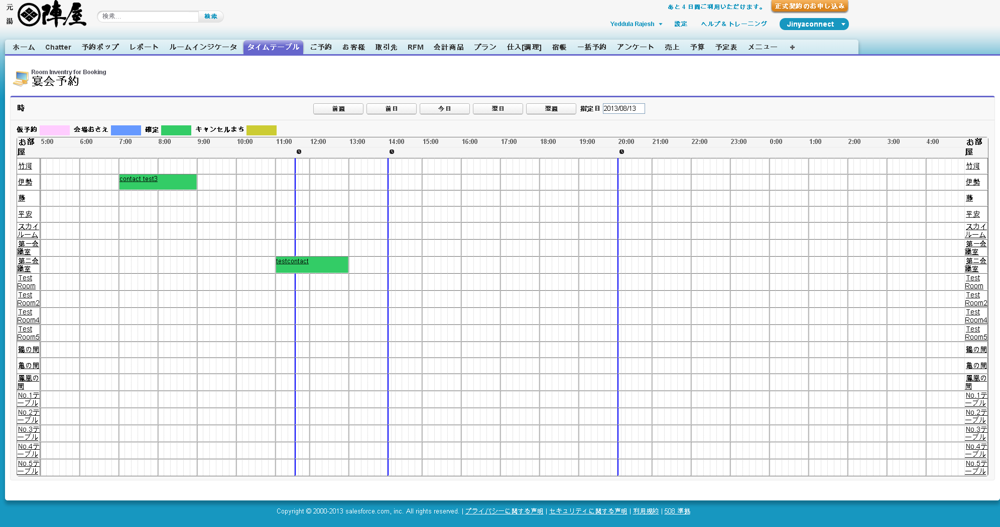 元湯 陣屋
検索...
検索
あと 4 日間ご利用いただけます。
正式契約のお申し込み
Yeddula Rajesh
設定
ヘルプ & トレーニング
Jinyaconnect
ホーム Chatter 予約ポップ レポート ルームインジケータ タイムテーブル ご予約 お客様 取引先 RFM 会計商品 プラン 仕入[調理] 宿帳 一括予約 アンケート 売上 予算 予定表 メニュー +
Room Inventry for Booking
宴会予約
時
前週 前日 今日 翌日 翌週 指定日 2013/08/13
仮予約 会場おさえ 確定 キャンセルまち
お部屋 5:00 6:00 7:00 8:00 9:00 10:00 11:00 12:00 13:00 14:00 15:00 16:00 17:00 18:00 19:00 20:00 21:00 22:00 23:00 0:00 1:00 2:00 3:00 4:00 お部屋
竹河 竹河
伊勢 contact test3 伊勢
藤 藤
平安 平安
スカイルーム スカイルーム
第一会議室 第一会議室
第二会議室 testcontact 第二会議室
Test Room Test Room
Test Room2 Test Room2
Test Room4 Test Room4
Test Room5 Test Room5
鶴の間 鶴の間
亀の間 亀の間
鳳凰の間 鳳凰の間
No.1テーブル No.1テーブル
No.2テーブル No.2テーブル
No.3テーブル No.3テーブル
No.4テーブル No.4テーブル
No.5テーブル No.5テーブル
Copyright © 2000-2013 salesforce.com, inc. All rights reserved. | プライバシーに関する声明 | セキュリティに関する声明 | 利用規約 | 508 準拠